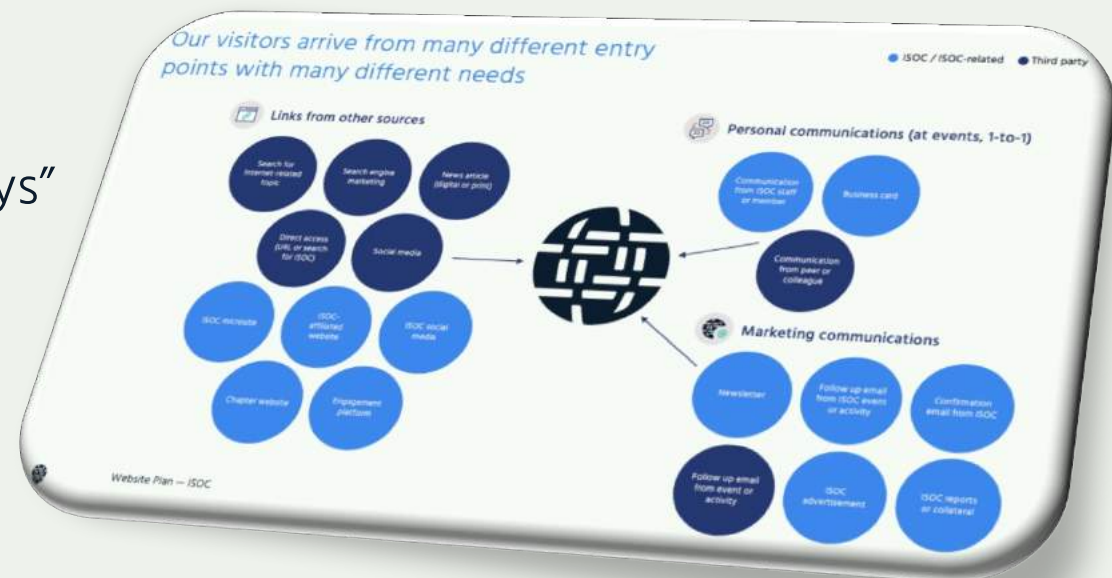 ys”
Our visitors arrive from many different entry
points with many different needs
ISOC / ISOC-related
Third party
Links from other sources
Search for
Internet-related
topic
Search engine
marketing
News article
(digital or print)
Direct access
(URL or search
for ISOC)
Social media
ISOC microsite
ISOC-
affiliated
website
ISOC social
media
Chapter website
Engagement
platform
Personal communications (at events, 1-to-1)
Communication
from ISOC staff
or member
Business card
Communication
from peer or
colleague
Marketing communications
Newsletter
Follow up email
from ISOC event
or activity
Confirmation
email from ISOC
Follow up email
from event or
activity
ISOC
advertisement
ISOC reports
or collateral
Website Plan — ISOC